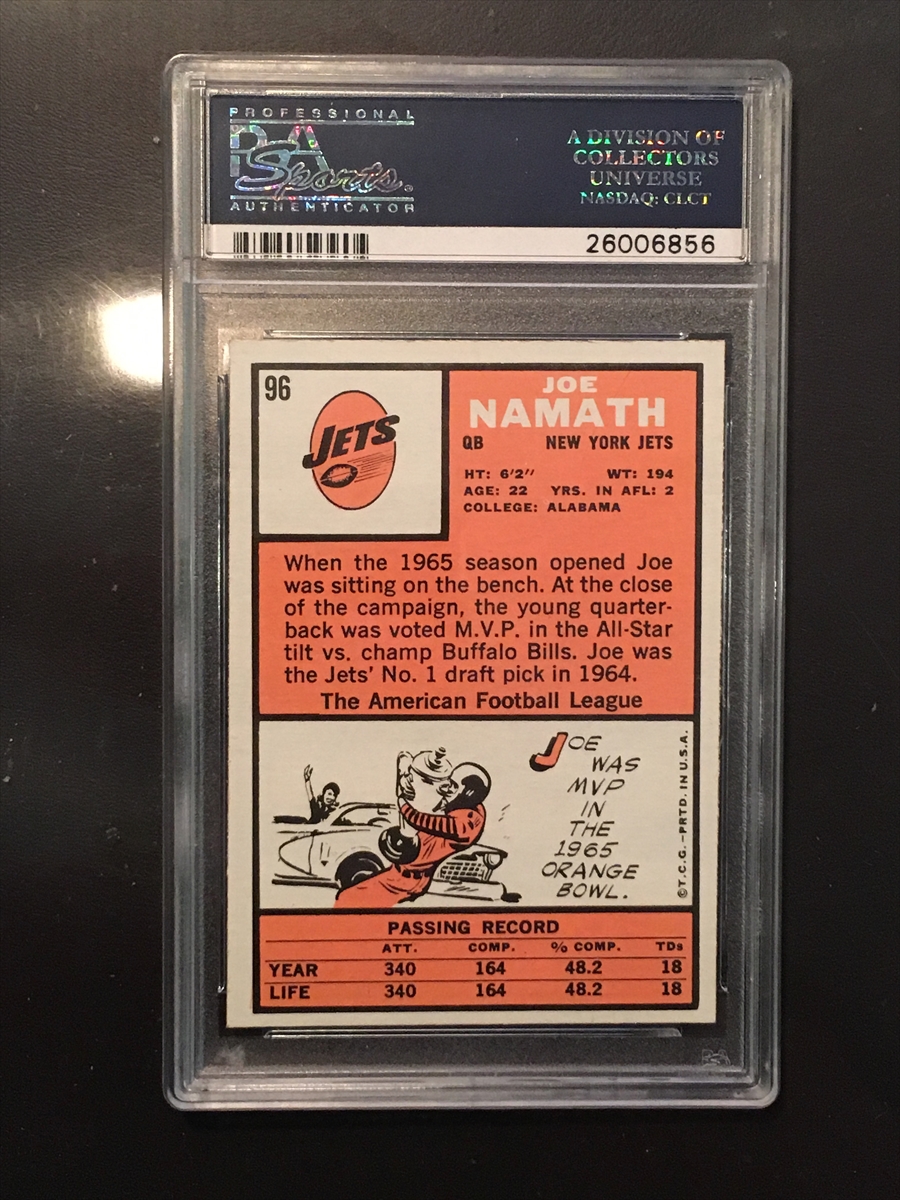 PROFESSIONAL
PSA
Sports
AUTHENTICATOR
A DIVISION OF
COLLECTORS
UNIVERSE
NASDAQ: CLCT
26006856
96
JETS
JOE
NAMATH
QB NEW YORK JETS
HT: 6'2" WT: 194
AGE: 22 YRS. IN AFL: 2
COLLEGE: ALABAMA
When the 1965 season opened Joe
was sitting on the bench. At the close
of the campaign, the young quarter-
back was voted M.V.P. in the All-Star
tilt vs. champ Buffalo Bills. Joe was
the Jets' No. 1 draft pick in 1964.
The American Football League
JOE
WAS
MVP
IN
THE
1965
ORANGE
BOWL.
©T.C.G.–PRTD. IN U.S.A.
PASSING RECORD
ATT. COMP. % COMP. TDs
YEAR 340 164 48.2 18
LIFE 340 164 48.2 18
PSA